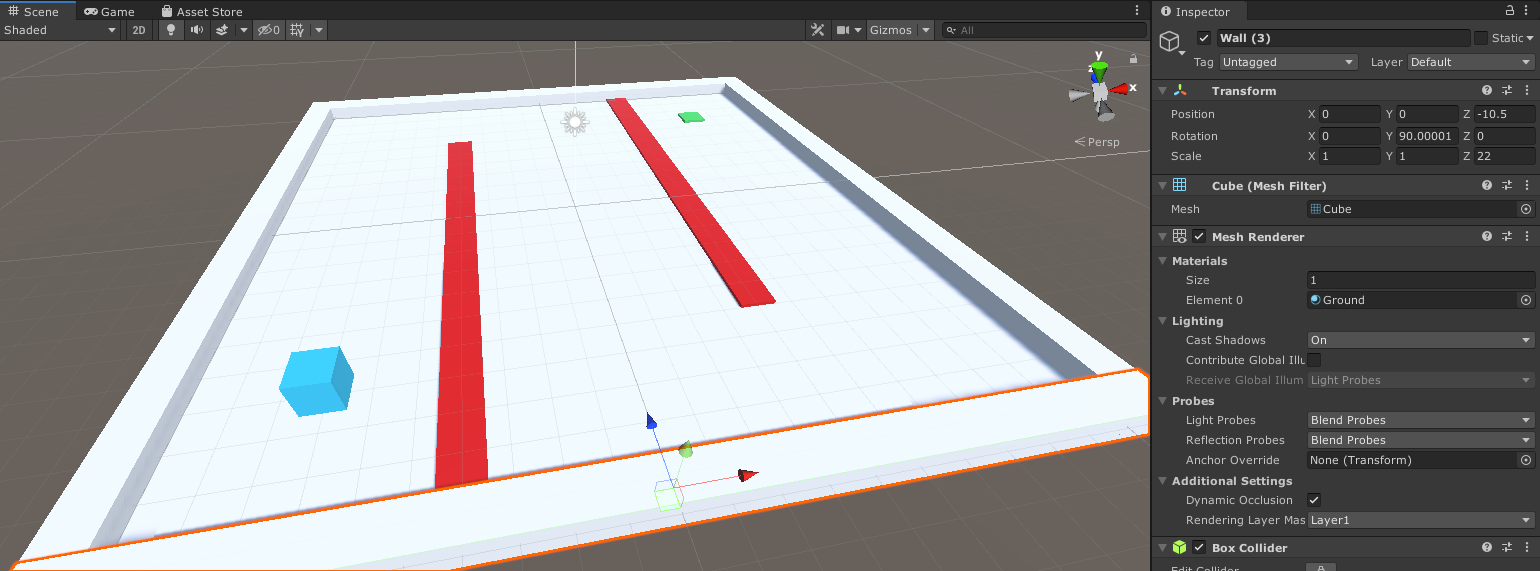 Scene Game Asset Store
Shaded 2D 0 Gizmos All
y
z
x
Persp
Inspector
Wall (3) Static
Tag Untagged Layer Default
Transform
Position X 0 Y 0 Z -10.5
Rotation X 0 Y 90.00001 Z 0
Scale X 1 Y 1 Z 22
Cube (Mesh Filter)
Mesh Cube
Mesh Renderer
Materials
Size 1
Element 0 Ground
Lighting
Cast Shadows On
Contribute Global Illu
Receive Global Illum Light Probes
Probes
Light Probes Blend Probes
Reflection Probes Blend Probes
Anchor Override None (Transform)
Additional Settings
Dynamic Occlusion
Rendering Layer Mas Layer1
Box Collider
Edit Collider